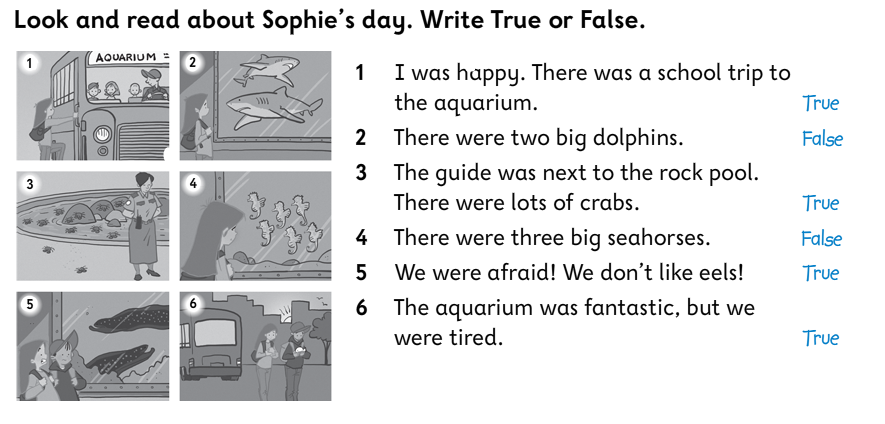 Look and read about Sophie's day. Write True or False.
1
AQUARIUM
2
3
4
5
6
1 I was happy. There was a school trip to
the aquarium. True
2 There were two big dolphins. False
3 The guide was next to the rock pool.
There were lots of crabs. True
4 There were three big seahorses. False
5 We were afraid! We don't like eels! True
6 The aquarium was fantastic, but we
were tired. True